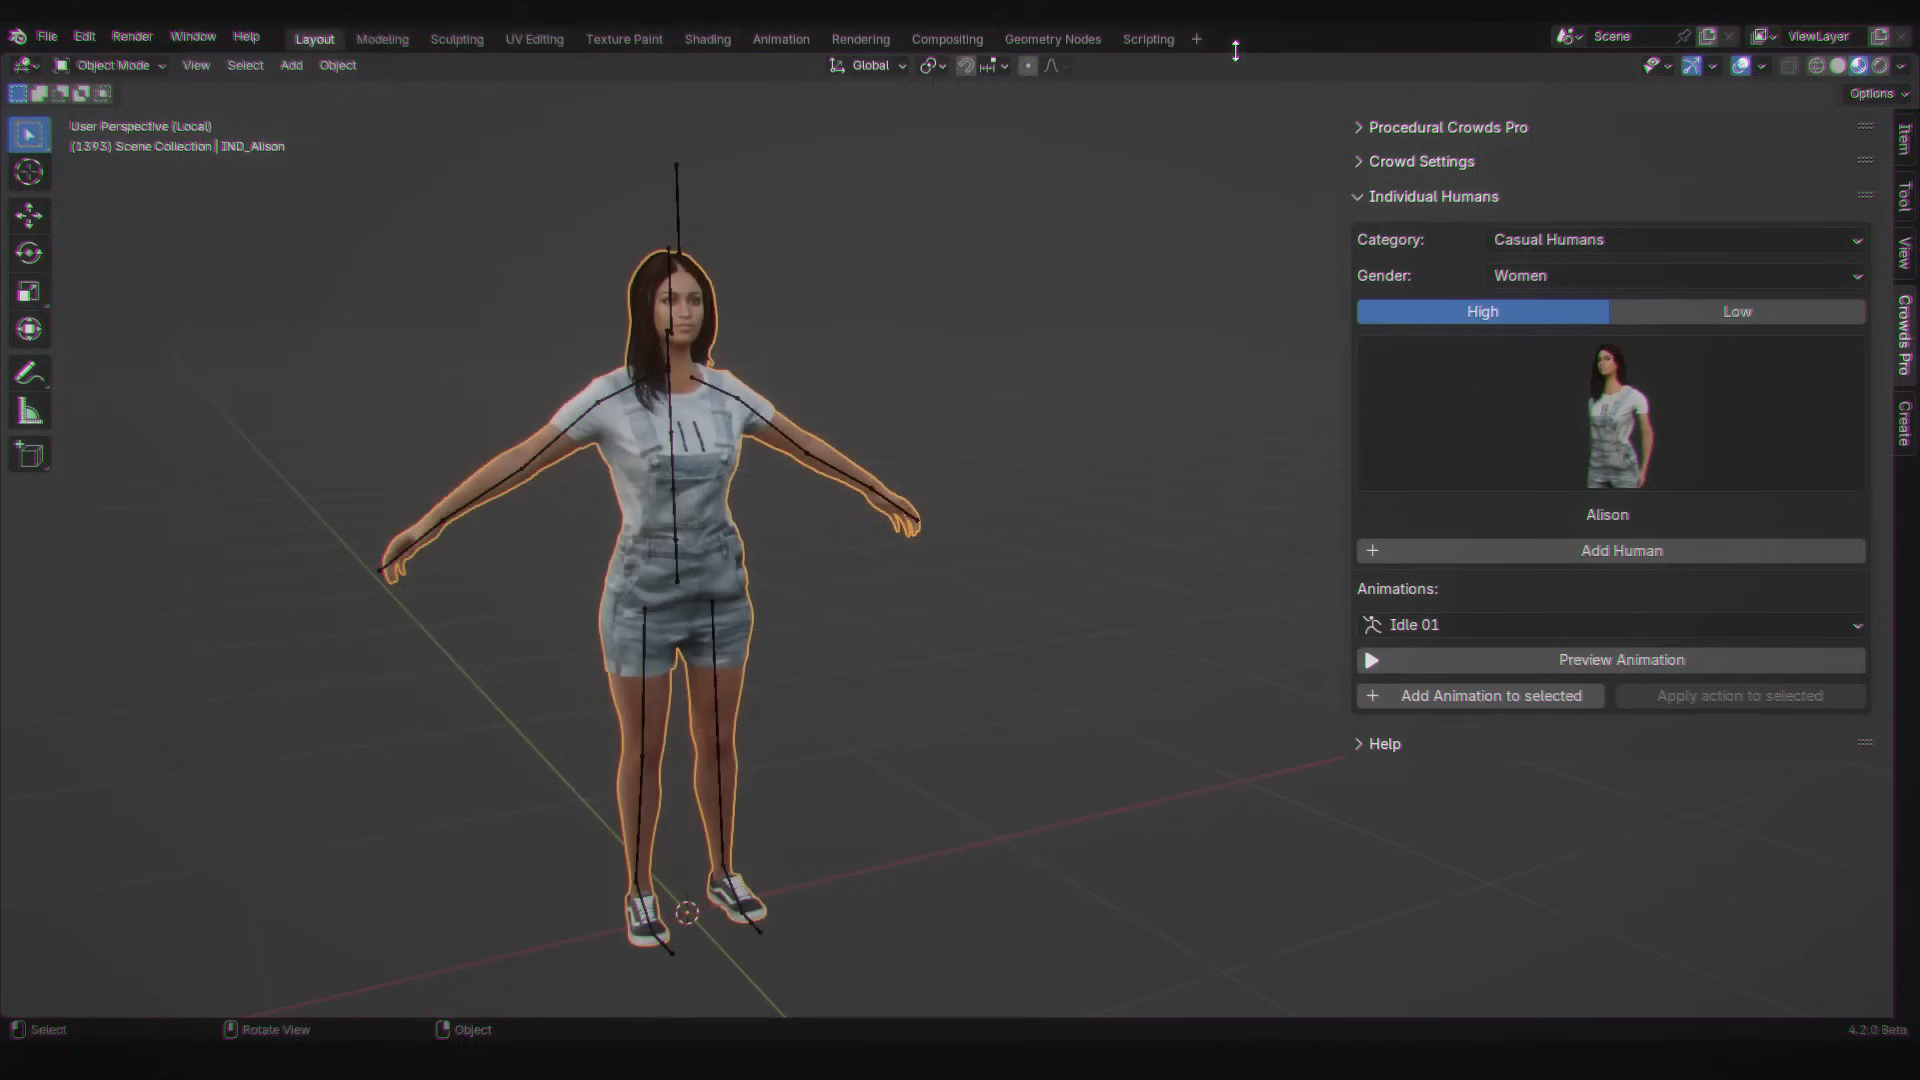 File Edit Render Window Help Layout Modeling Sculpting UV Editing Texture Paint Shading Animation Rendering Compositing Geometry Nodes Scripting + Scene ViewLayer
Object Mode View Select Add Object Global
Options
User Perspective (Local)
(1393) Scene Collection | IND_Alison
Procedural Crowds Pro
Crowd Settings
Individual Humans
Category: Casual Humans
Gender: Women
High Low
Alison
+ Add Human
Animations:
Idle 01
Preview Animation
+ Add Animation to selected Apply action to selected
Help
Item
Tool
View
Crowds Pro
Create
Select Rotate View Object 4.2.0 Beta